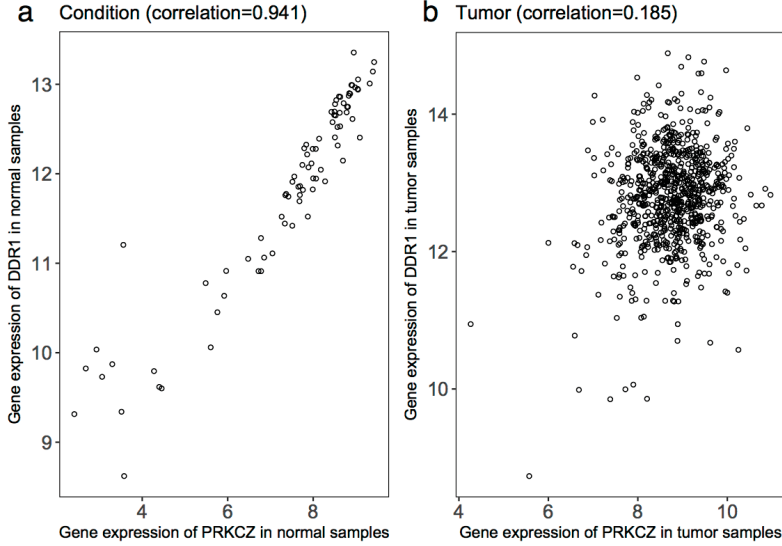 a Condition (correlation=0.941)
Gene expression of DDR1 in normal samples
13
12
11
10
9
4
6
8
Gene expression of PRKCZ in normal samples
b Tumor (correlation=0.185)
Gene expression of DDR1 in tumor samples
14
12
10
4
6
8
10
Gene expression of PRKCZ in tumor samples